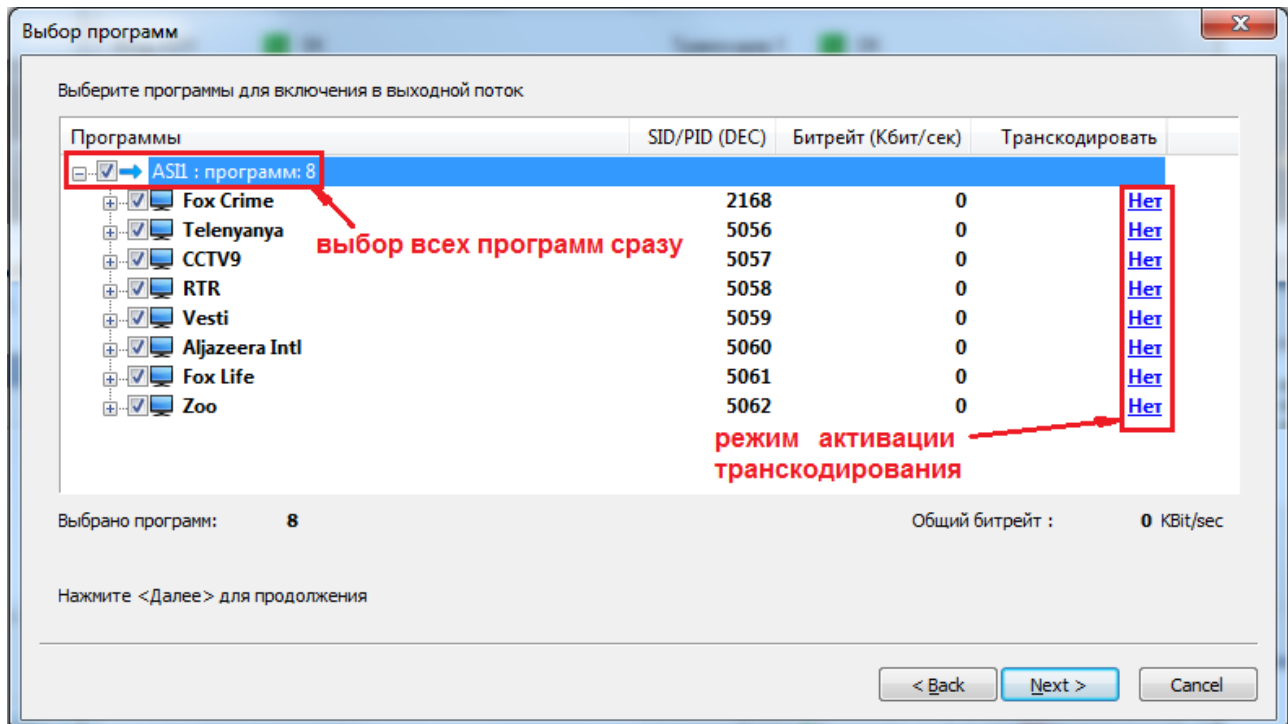 Выбор программ
Выберите программы для включения в выходной поток
Программы SID/PID (DEC) Битрейт (Кбит/сек) Транскодировать
ASI1 : программ: 8
Fox Crime 2168 0 Нет
Telenyanya 5056 0 Нет
выбор всех программ сразу
CCTV9 5057 0 Нет
RTR 5058 0 Нет
Vesti 5059 0 Нет
Aljazeera Intl 5060 0 Нет
Fox Life 5061 0 Нет
Zoo 5062 0 Нет
режим активации
транскодирования
Выбрано программ: 8 Общий битрейт : 0 KBit/sec
Нажмите <Далее> для продолжения
< Back Next > Cancel